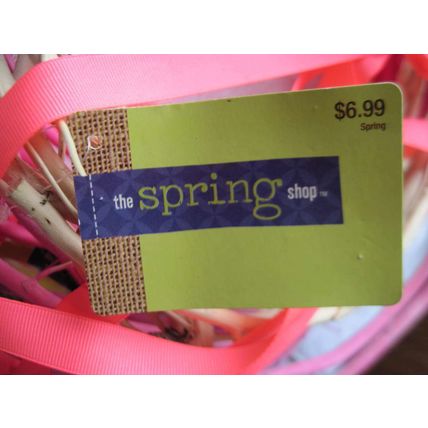 $6.99
Spring
the spring shop™